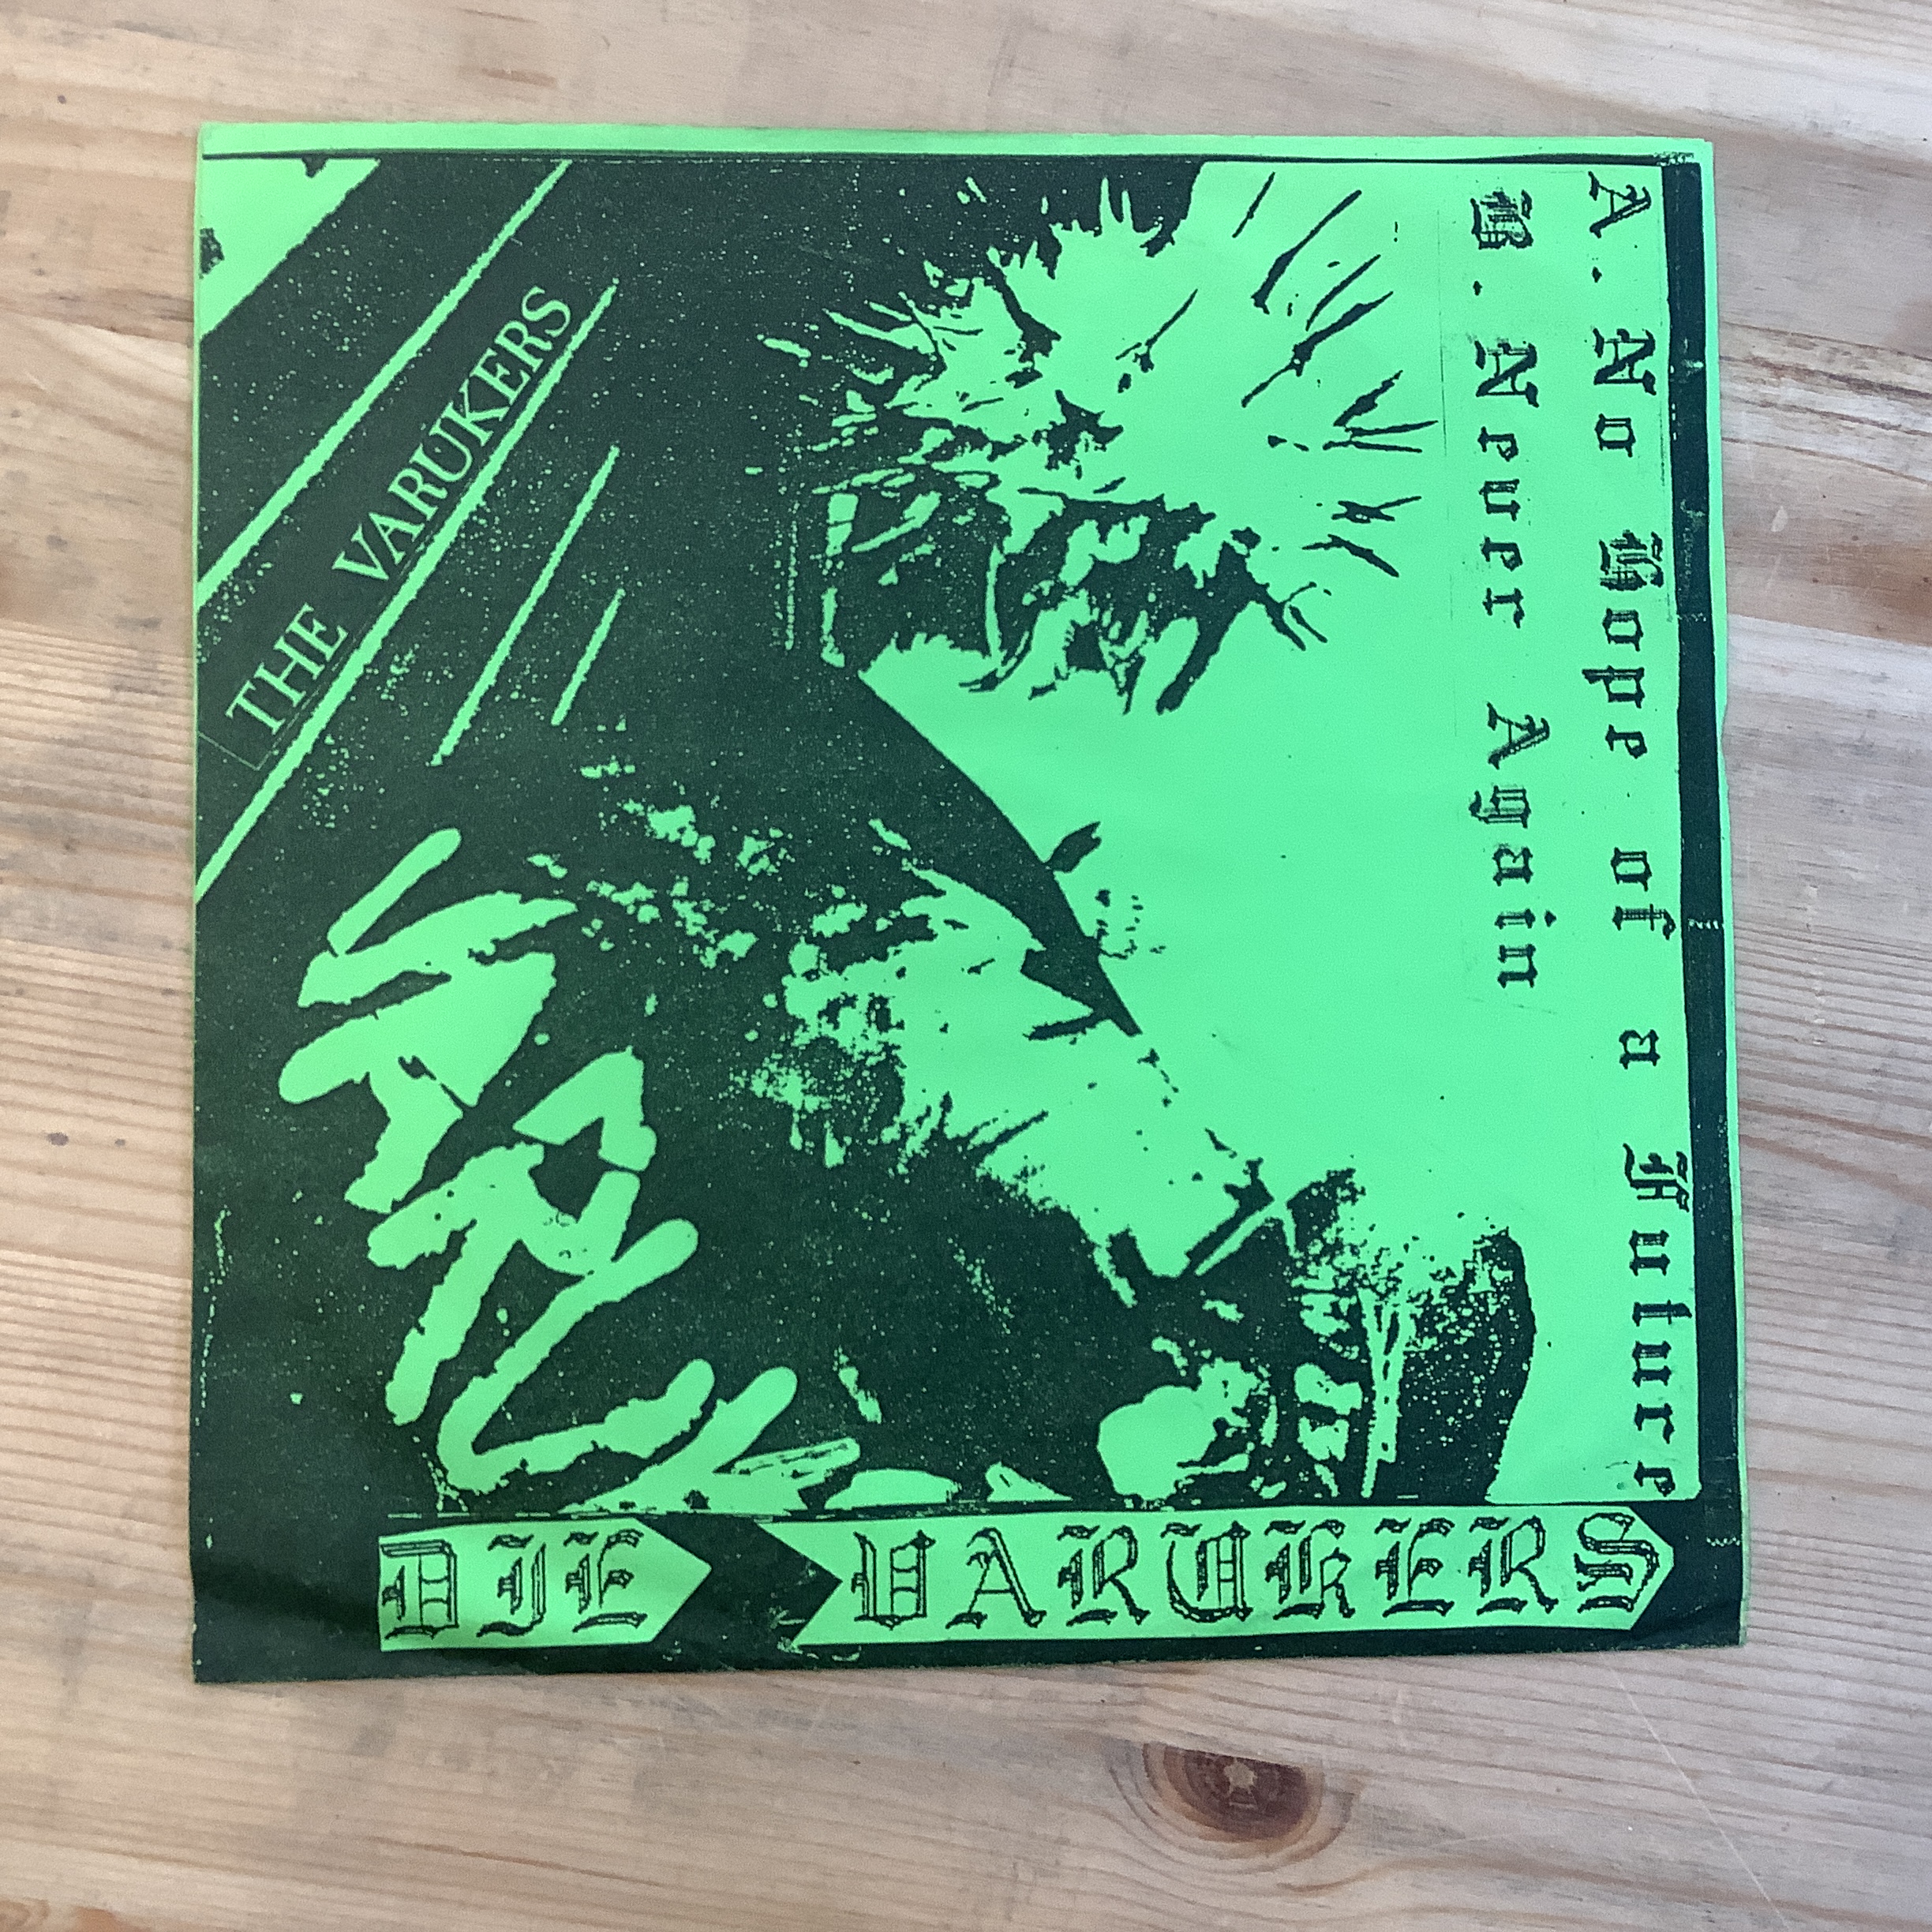 THE VARUKERS
A. No Hope of a Future
B. Never Again
DIE VARUKERS